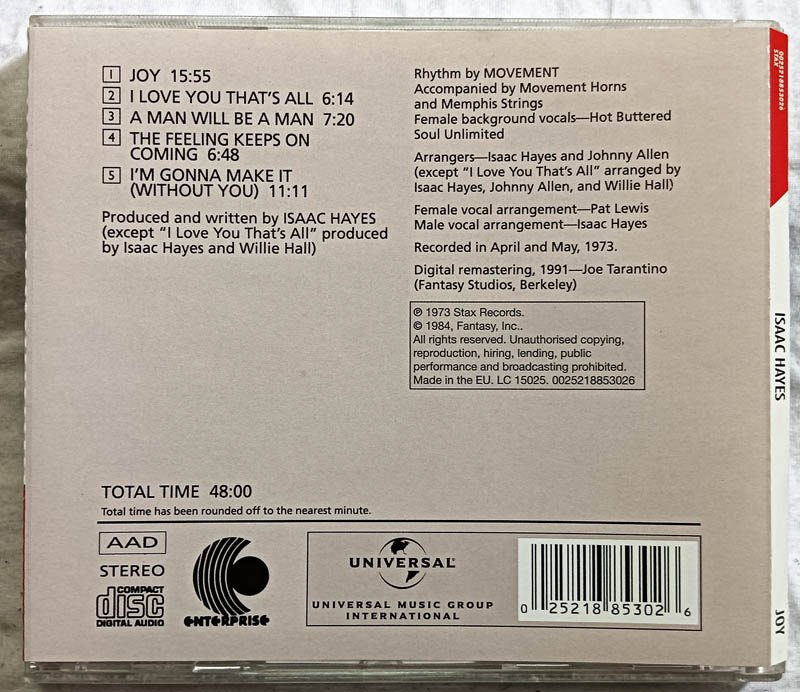 1 JOY 15:55
2 I LOVE YOU THAT'S ALL 6:14
3 A MAN WILL BE A MAN 7:20
4 THE FEELING KEEPS ON
COMING 6:48
5 I'M GONNA MAKE IT
(WITHOUT YOU) 11:11
Produced and written by ISAAC HAYES
(except "I Love You That's All" produced
by Isaac Hayes and Willie Hall)
Rhythm by MOVEMENT
Accompanied by Movement Horns
and Memphis Strings
Female background vocals—Hot Buttered
Soul Unlimited
Arrangers—Isaac Hayes and Johnny Allen
(except "I Love You That's All" arranged by
Isaac Hayes, Johnny Allen, and Willie Hall)
Female vocal arrangement—Pat Lewis
Male vocal arrangement—Isaac Hayes
Recorded in April and May, 1973.
Digital remastering, 1991—Joe Tarantino
(Fantasy Studios, Berkeley)
℗ 1973 Stax Records.
© 1984, Fantasy, Inc..
All rights reserved. Unauthorised copying,
reproduction, hiring, lending, public
performance and broadcasting prohibited.
Made in the EU. LC 15025. 0025218853026
TOTAL TIME 48:00
Total time has been rounded off to the nearest minute.
AAD
STEREO
COMPACT
disc
DIGITAL AUDIO
ENTERPRISE
UNIVERSAL
UNIVERSAL MUSIC GROUP
INTERNATIONAL
0 25218 85302 6
0025218853026
STAX
ISAAC HAYES
JOY